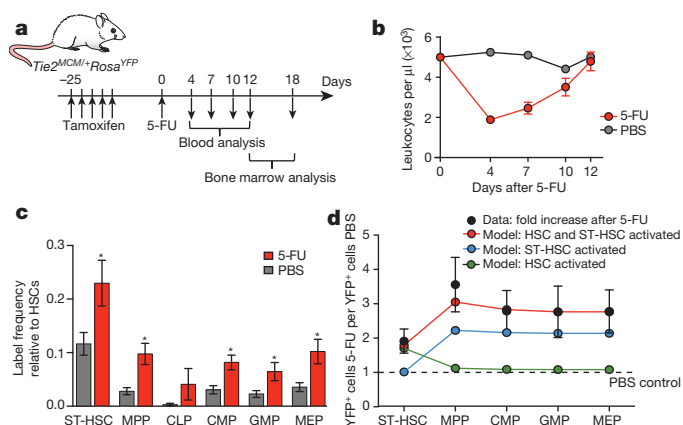 a
Tie2^MCM/+Rosa^YFP
–25 0 4 7 10 12 18 Days
Tamoxifen 5-FU
Blood analysis
Bone marrow analysis
b
Leukocytes per µl (×10³)
6
4
2
0
0 4 7 10 12
Days after 5-FU
5-FU
PBS
c
Label frequency
relative to HSCs
0.3
0.2
0.1
0.0
5-FU
PBS
* * * * *
ST-HSC MPP CLP CMP GMP MEP
d
YFP⁺ cells 5-FU per YFP⁺ cells PBS
5
4
3
2
1
0
Data: fold increase after 5-FU
Model: HSC and ST-HSC activated
Model: ST-HSC activated
Model: HSC activated
PBS control
ST-HSC MPP CMP GMP MEP